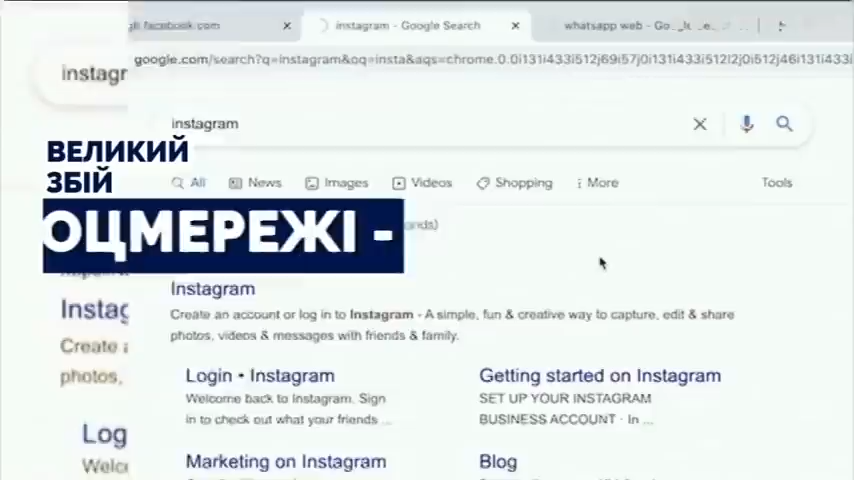 facebook.com
instagram - Google Search
whatsapp web - Go
google.com/search?q=instagram&oq=insta&aqs=chrome.0.0i131i433i512j69i57j0i131i433i512l2j0i512j46i131i433i
instagr
instagram
ВЕЛИКИЙ
ЗБІЙ
ОЦМЕРЕЖІ -
All
News
Images
Videos
Shopping
More
Tools
Instagram
Create an account or log in to Instagram - A simple, fun & creative way to capture, edit & share
photos, videos & messages with friends & family.
Instag
Create a
photos,
Login • Instagram
Welcome back to Instagram. Sign
in to check out what your friends ...
Getting started on Instagram
SET UP YOUR INSTAGRAM
BUSINESS ACCOUNT · In ...
Log
Welco
Marketing on Instagram
Blog